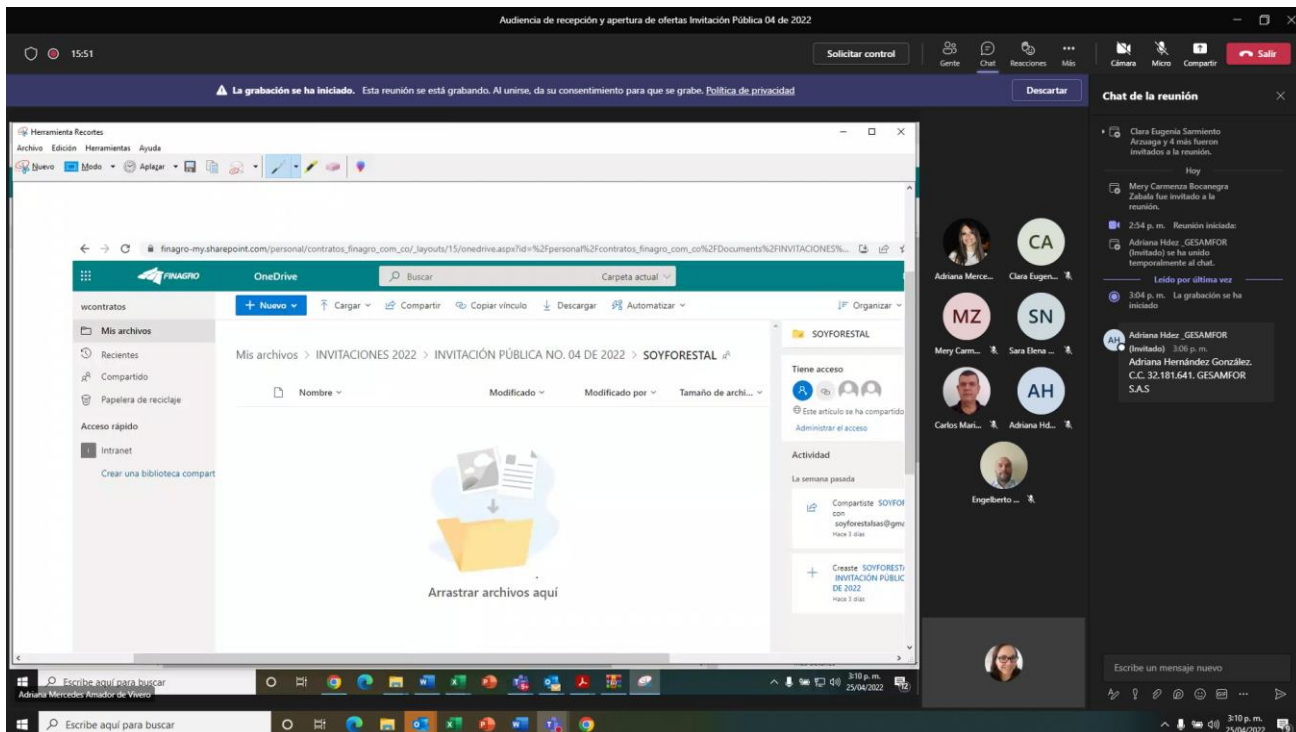 Audiencia de recepción y apertura de ofertas Invitación Pública 04 de 2022
15:51
Solicitar control
Gente
Chat
Reacciones
Más
Cámara
Micro
Compartir
Salir
La grabación se ha iniciado. Esta reunión se está grabando. Al unirse, da su consentimiento para que se grabe. Política de privacidad
Descartar
Herramienta Recortes
Archivo Edición Herramientas Ayuda
Nuevo Modo Aplazar
finagro-my.sharepoint.com/personal/contratos_finagro_com_co/_layouts/15/onedrive.aspx?id=%2Fpersonal%2Fcontratos_finagro_com_co%2FDocuments%2FINVITACIONES%...
FINAGRO
OneDrive
Buscar
Carpeta actual
wcontratos
Mis archivos
Recientes
Compartido
Papelera de reciclaje
Acceso rápido
Intranet
Crear una biblioteca compart
+ Nuevo Cargar Compartir Copiar vínculo Descargar Automatizar Organizar
Mis archivos > INVITACIONES 2022 > INVITACIÓN PÚBLICA NO. 04 DE 2022 > SOYFORESTAL
Nombre Modificado Modificado por Tamaño de archi...
Arrastrar archivos aquí
SOYFORESTAL
Tiene acceso
Este artículo se ha compartido
Administrar el acceso
Actividad
La semana pasada
Compartiste SOYFOR
con
soyforestalsas@gma
Hace 3 días
Creaste SOYFOREST
INVITACIÓN PÚBLIC
DE 2022
Hace 3 días
Escribe aquí para buscar
Adriana Mercedes Amador de Vivero
3:10 p. m.
25/04/2022
12
Adriana Merce...
CA
Clara Eugen...
MZ
Mery Carm...
SN
Sara Elena ...
Carlos Mari...
AH
Adriana Hd...
Engelberto ...
Chat de la reunión
Clara Eugenia Sarmiento
Arzuaga y 4 más fueron
invitados a la reunión.
Hoy
Mery Carmenza Bocanegra
Zabala fue invitado a la
reunión.
2:54 p. m. Reunión iniciada:
Adriana Hdez _GESAMFOR
(Invitado) se ha unido
temporalmente al chat.
Leído por última vez
3:04 p. m. La grabación se ha
iniciado
AH
Adriana Hdez _GESAMFOR
(Invitado) 3:06 p. m.
Adriana Hernández González.
C.C. 32.181.641. GESAMFOR
S.A.S
Escribe un mensaje nuevo
Escribe aquí para buscar
3:10 p. m.
25/04/2022